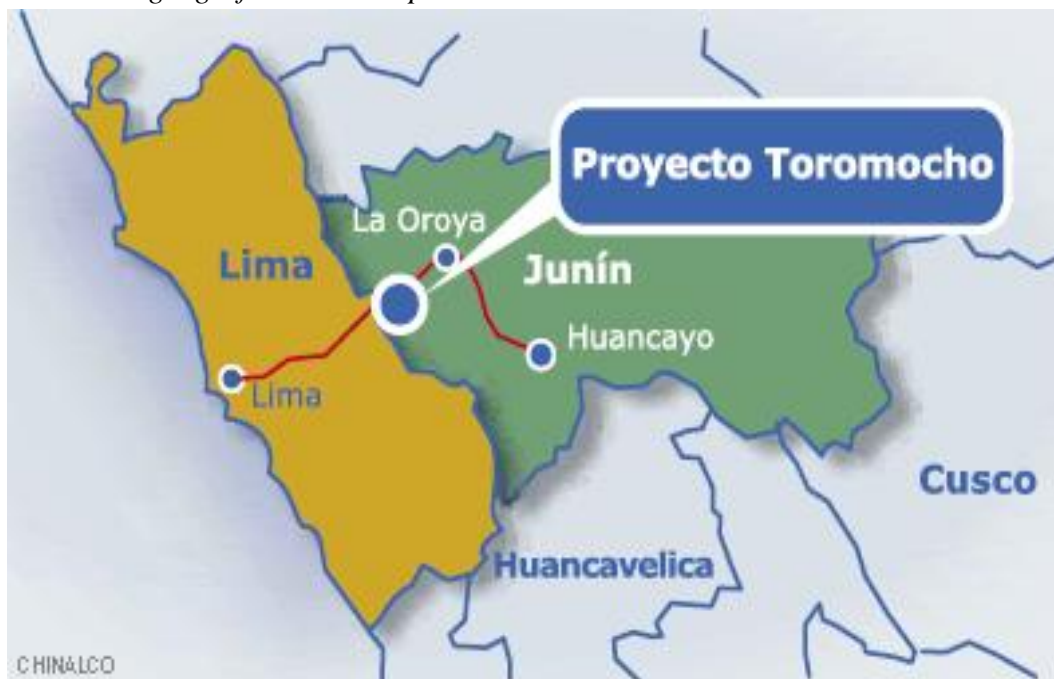 Proyecto Toromocho
La Oroya
Lima
Junín
Huancayo
Lima
Cusco
Huancavelica
CHINALCO